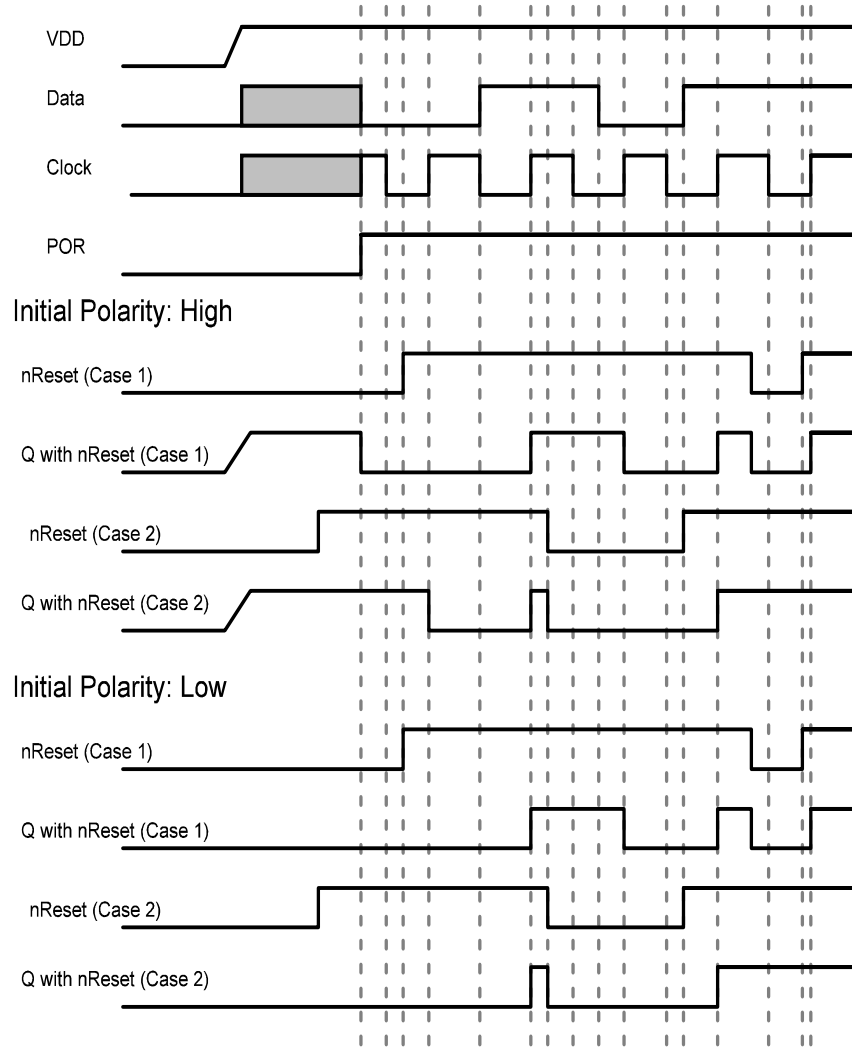 VDD
Data
Clock
POR
Initial Polarity: High
nReset (Case 1)
Q with nReset (Case 1)
nReset (Case 2)
Q with nReset (Case 2)
Initial Polarity: Low
nReset (Case 1)
Q with nReset (Case 1)
nReset (Case 2)
Q with nReset (Case 2)